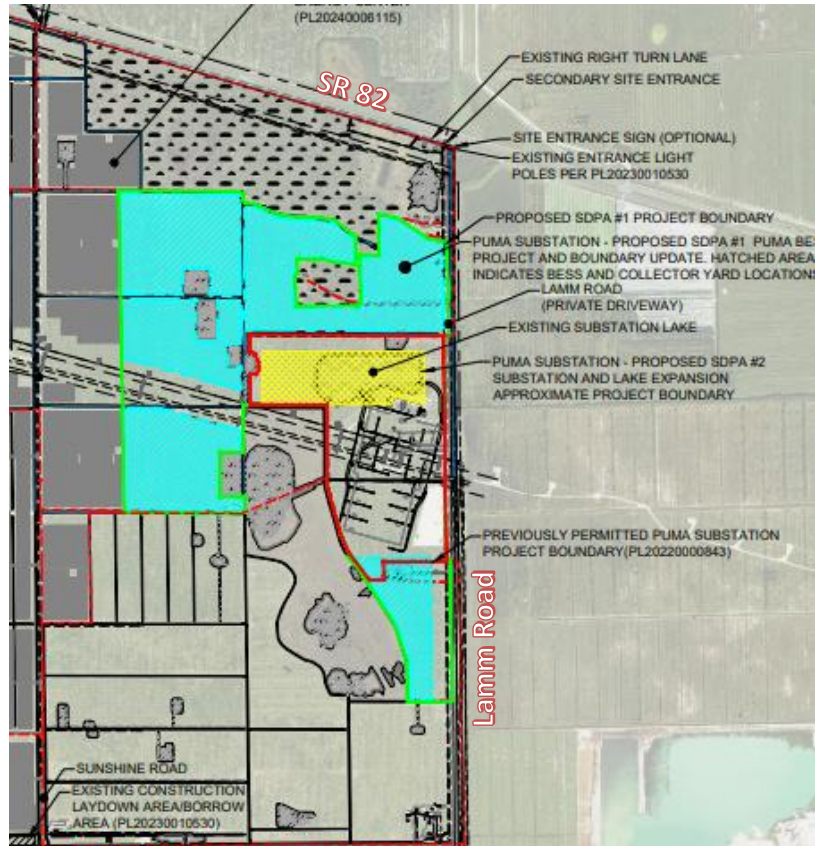 (PL20240006115)
SR 82
EXISTING RIGHT TURN LANE
SECONDARY SITE ENTRANCE
SITE ENTRANCE SIGN (OPTIONAL)
EXISTING ENTRANCE LIGHT
POLES PER PL20230010530
PROPOSED SDPA #1 PROJECT BOUNDARY
PUMA SUBSTATION - PROPOSED SDPA #1 PUMA BE
PROJECT AND BOUNDARY UPDATE. HATCHED AREA
INDICATES BESS AND COLLECTOR YARD LOCATIONS
LAMM ROAD
(PRIVATE DRIVEWAY)
EXISTING SUBSTATION LAKE
PUMA SUBSTATION - PROPOSED SDPA #2
SUBSTATION AND LAKE EXPANSION
APPROXIMATE PROJECT BOUNDARY
PREVIOUSLY PERMITTED PUMA SUBSTATION
PROJECT BOUNDARY(PL20220000843)
Lamm Road
SUNSHINE ROAD
EXISTING CONSTRUCTION
LAYDOWN AREA/BORROW
AREA (PL20230010530)